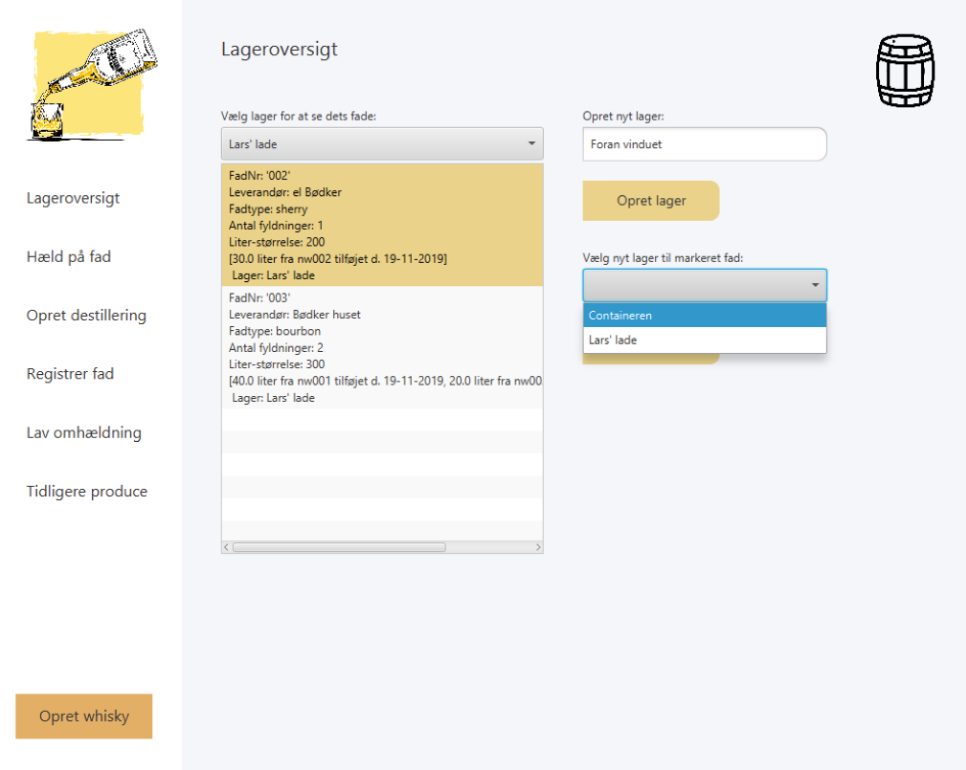 Lageroversigt
Hæld på fad
Opret destillering
Registrer fad
Lav omhældning
Tidligere produce
Opret whisky
Lageroversigt
Vælg lager for at se dets fade:
Lars' lade
FadNr: '002'
Leverandør: el Bødker
Fadtype: sherry
Antal fyldninger: 1
Liter-størrelse: 200
[30.0 liter fra nw002 tilføjet d. 19-11-2019]
Lager: Lars' lade
FadNr: '003'
Leverandør: Bødker huset
Fadtype: bourbon
Antal fyldninger: 2
Liter-størrelse: 300
[40.0 liter fra nw001 tilføjet d. 19-11-2019, 20.0 liter fra nw00
Lager: Lars' lade
Opret nyt lager:
Foran vinduet
Opret lager
Vælg nyt lager til markeret fad:
Containeren
Lars' lade